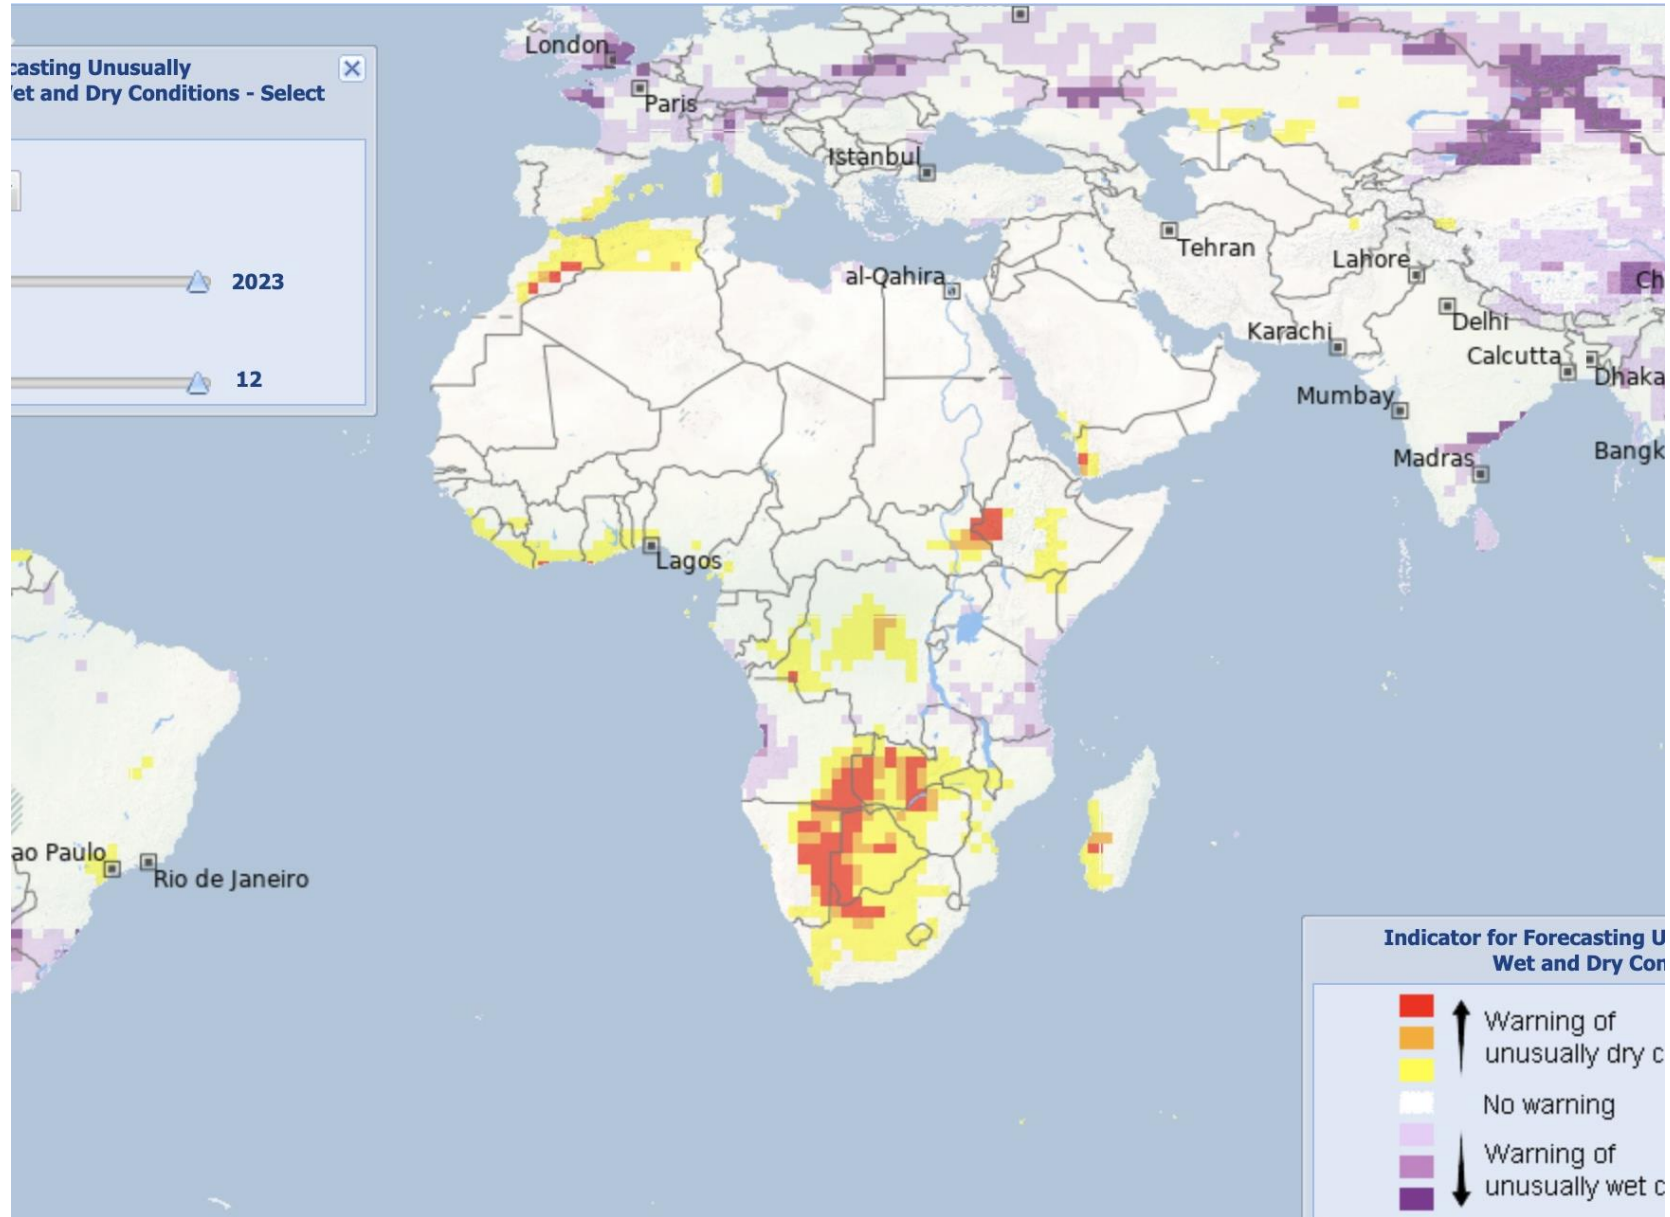 casting Unusually
et and Dry Conditions - Select
2023
12
London
Paris
Istanbul
Tehran
Lahore
al-Qahira
Ch
Delhi
Karachi
Calcutta
Dhaka
Mumbay
Bangk
Madras
Lagos
ao Paulo
Rio de Janeiro
Indicator for Forecasting U
Wet and Dry Con
Warning of
unusually dry c
No warning
Warning of
unusually wet c